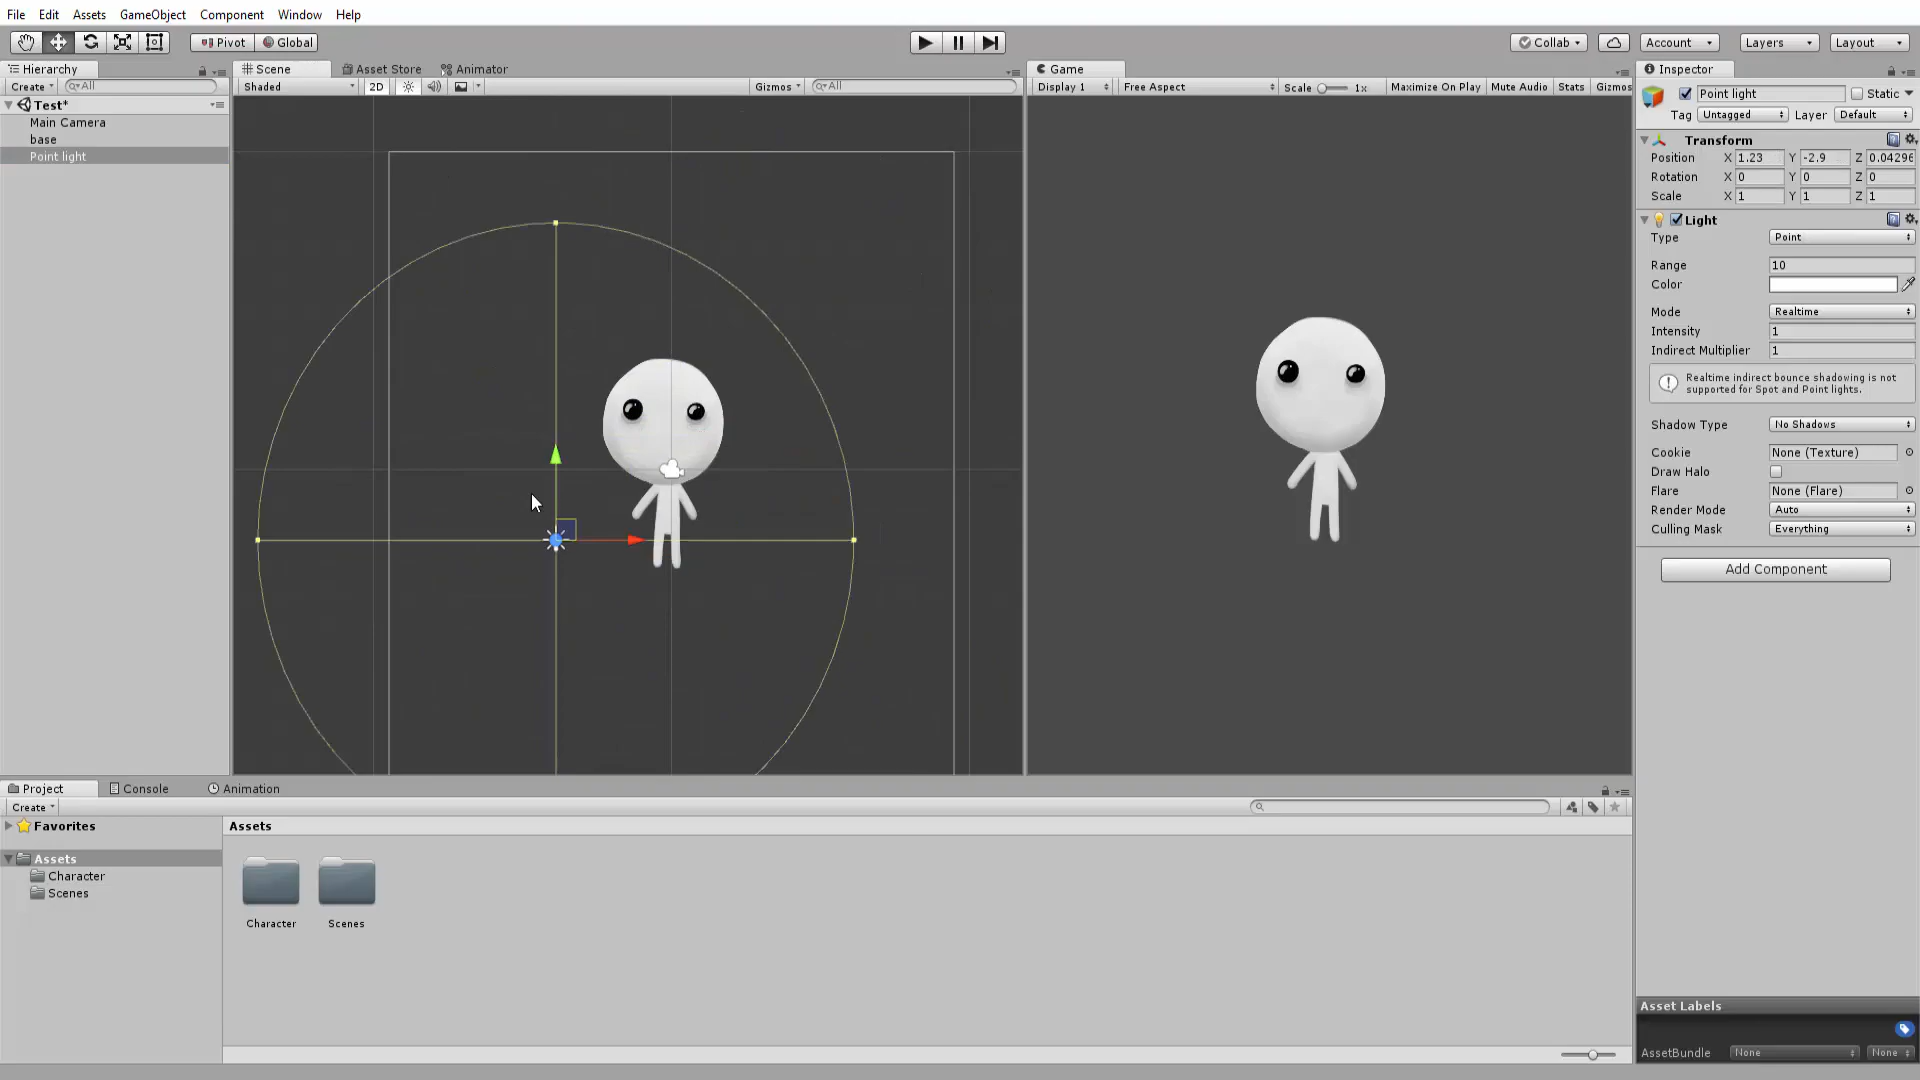 File Edit Assets GameObject Component Window Help
Pivot Global Collab Account Layers Layout
Hierarchy
Create All
Test*
Main Camera
base
Point light
Scene Asset Store Animator
Shaded 2D Gizmos All
Game
Display 1 Free Aspect Scale 1x Maximize On Play Mute Audio Stats Gizmos
Inspector
Point light Static
Tag Untagged Layer Default
Transform
Position X 1.23 Y -2.9 Z 0.04296
Rotation X 0 Y 0 Z 0
Scale X 1 Y 1 Z 1
Light
Type Point
Range 10
Color
Mode Realtime
Intensity 1
Indirect Multiplier 1
Realtime indirect bounce shadowing is not
supported for Spot and Point lights.
Shadow Type No Shadows
Cookie None (Texture)
Draw Halo
Flare None (Flare)
Render Mode Auto
Culling Mask Everything
Add Component
Project Console Animation
Create
Favorites
Assets
Character
Scenes
Assets
Character Scenes
Asset Labels
AssetBundle None None